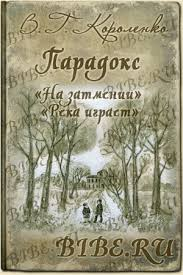 В. Г. Короленко
Парадокс
«На затмении»
«Река играет»
BIBE.RU